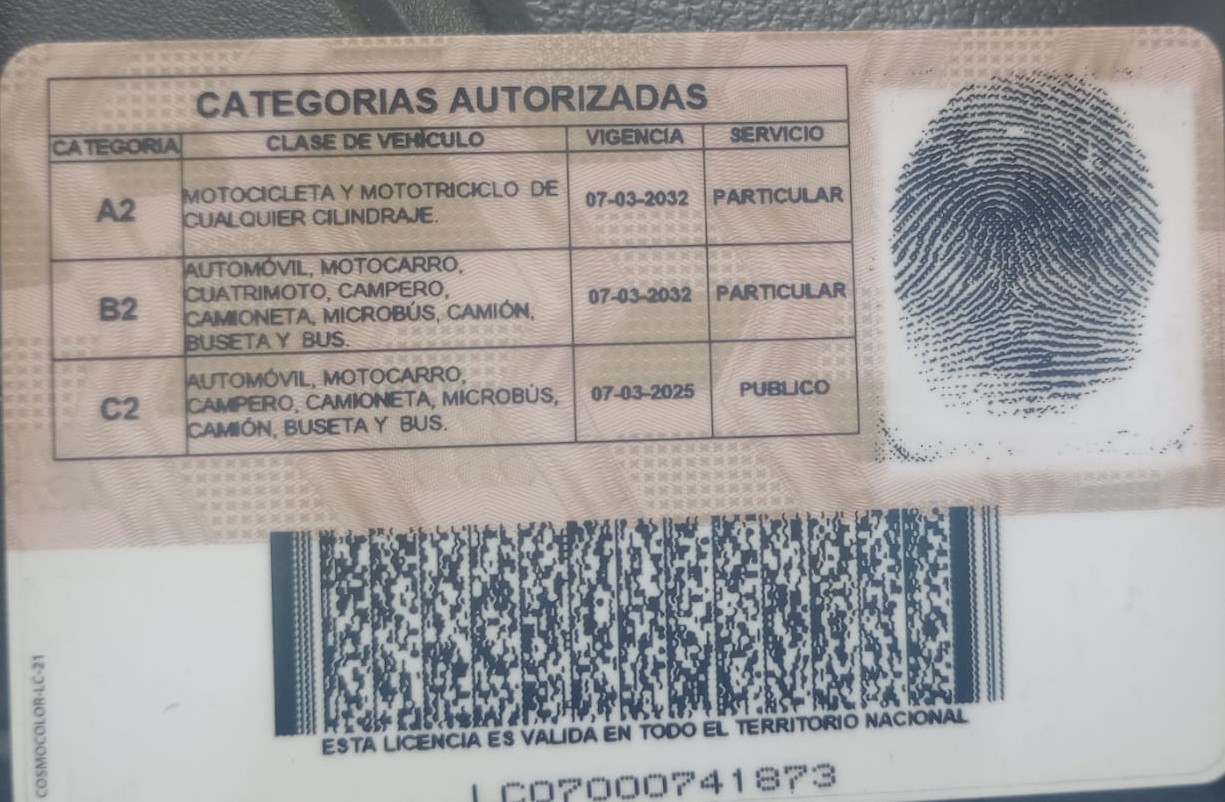 CATEGORIAS AUTORIZADAS
CATEGORIA CLASE DE VEHÍCULO VIGENCIA SERVICIO
A2 MOTOCICLETA Y MOTOTRICICLO DE CUALQUIER CILINDRAJE. 07-03-2032 PARTICULAR
B2 AUTOMÓVIL, MOTOCARRO, CUATRIMOTO, CAMPERO, CAMIONETA, MICROBÚS, CAMIÓN, BUSETA Y BUS. 07-03-2032 PARTICULAR
C2 AUTOMÓVIL, MOTOCARRO, CAMPERO, CAMIONETA, MICROBÚS, CAMIÓN, BUSETA Y BUS. 07-03-2025 PUBLICO
ESTA LICENCIA ES VALIDA EN TODO EL TERRITORIO NACIONAL
LC07000741873
COSMOCOLOR-LC-21